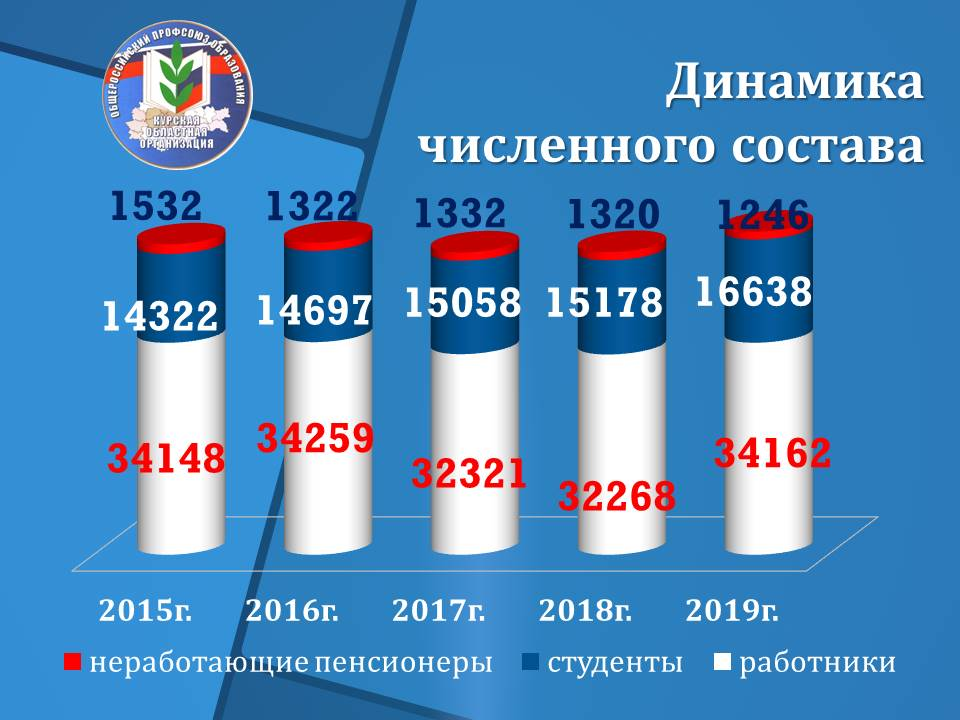 ОБЩЕРОССИЙСКИЙ ПРОФСОЮЗ ОБРАЗОВАНИЯ
КУРСКАЯ
ОБЛАСТНАЯ
ОРГАНИЗАЦИЯ
Динамика
численного состава
1532 1322 1332 1320 1246
14322 14697 15058 15178 16638
34148 34259 32321 32268 34162
2015г. 2016г. 2017г. 2018г. 2019г.
неработающие пенсионеры студенты работники